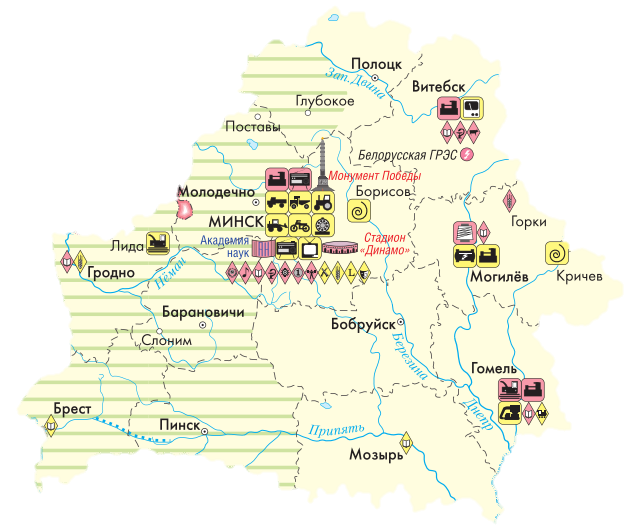 Полоцк
Зап. Двина
Витебск
Глубокое
Поставы
Белорусская ГРЭС
Монумент Победы
Молодечно
Борисов
МИНСК
Горки
Лида
Академия
наук
Стадион
«Динамо»
Гродно
Нёман
Могилёв
Кричев
Барановичи
Слоним
Бобруйск
Березина
Гомель
Днепр
Брест
Пинск
Припять
Мозырь